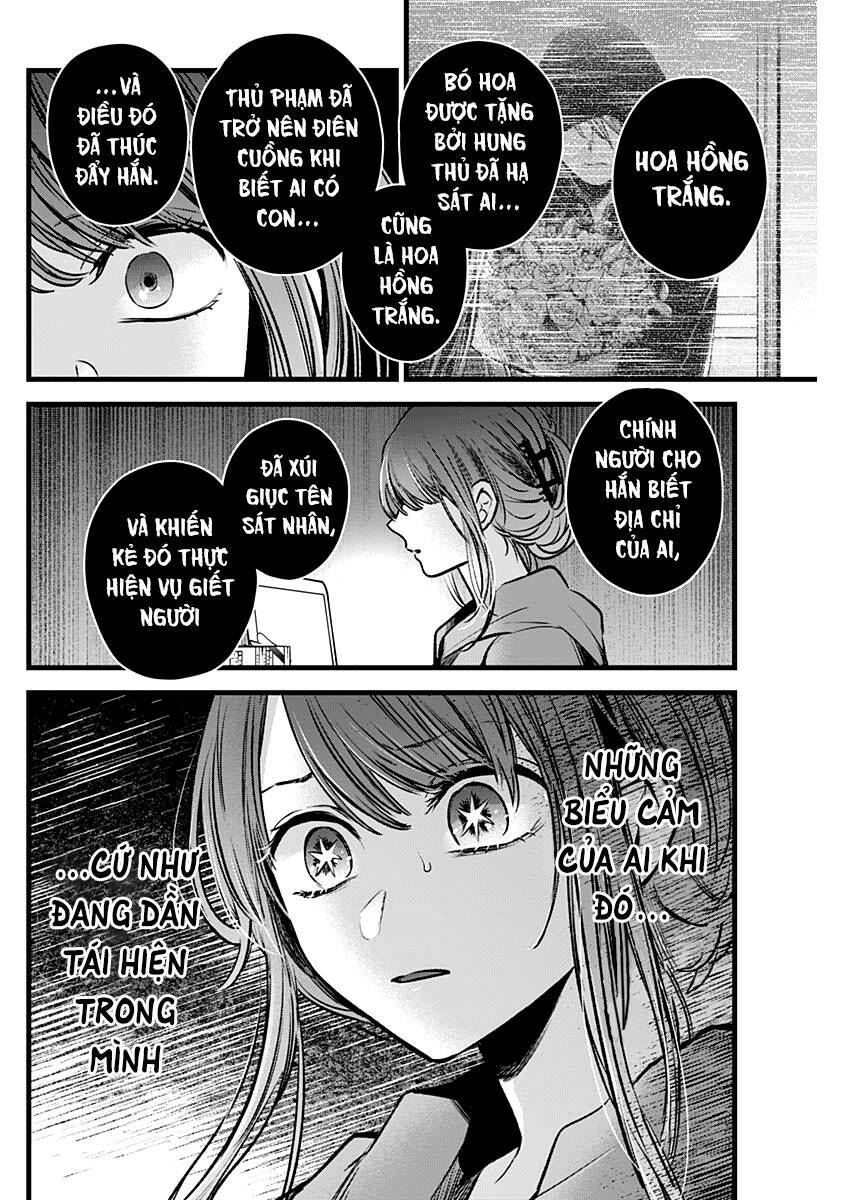 HOA HỒNG
TRẮNG.
BÓ HOA
ĐƯỢC TẶNG
BỞI HUNG
THỦ ĐÃ HẠ
SÁT AI...
CŨNG
LÀ HOA
HỒNG
TRẮNG.
THỦ PHẠM ĐÃ
TRỞ NÊN ĐIÊN
CUỒNG KHI
BIẾT AI CÓ
CON...
...VÀ
ĐIỀU ĐÓ
ĐÃ THÚC
ĐẨY HẮN.
CHÍNH
NGƯỜI CHO
HẮN BIẾT
ĐỊA CHỈ
CỦA AI,
ĐÃ XÚI
GIỤC TÊN
SÁT NHÂN,
VÀ KHIẾN
KẺ ĐÓ THỰC
HIỆN VỤ GIẾT
NGƯỜI
NHỮNG
BIỂU CẢM
CỦA AI KHI
ĐÓ...
...CỨ NHƯ
ĐANG DẦN
TÁI HIỆN
TRONG
MÌNH